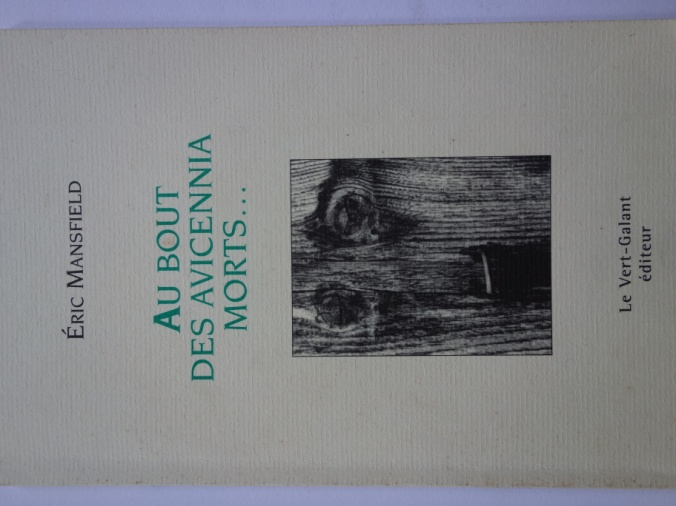 ÉRIC MANSFIELD
AU BOUT
DES AVICENNIA
MORTS...
Le Vert-Galant
éditeur